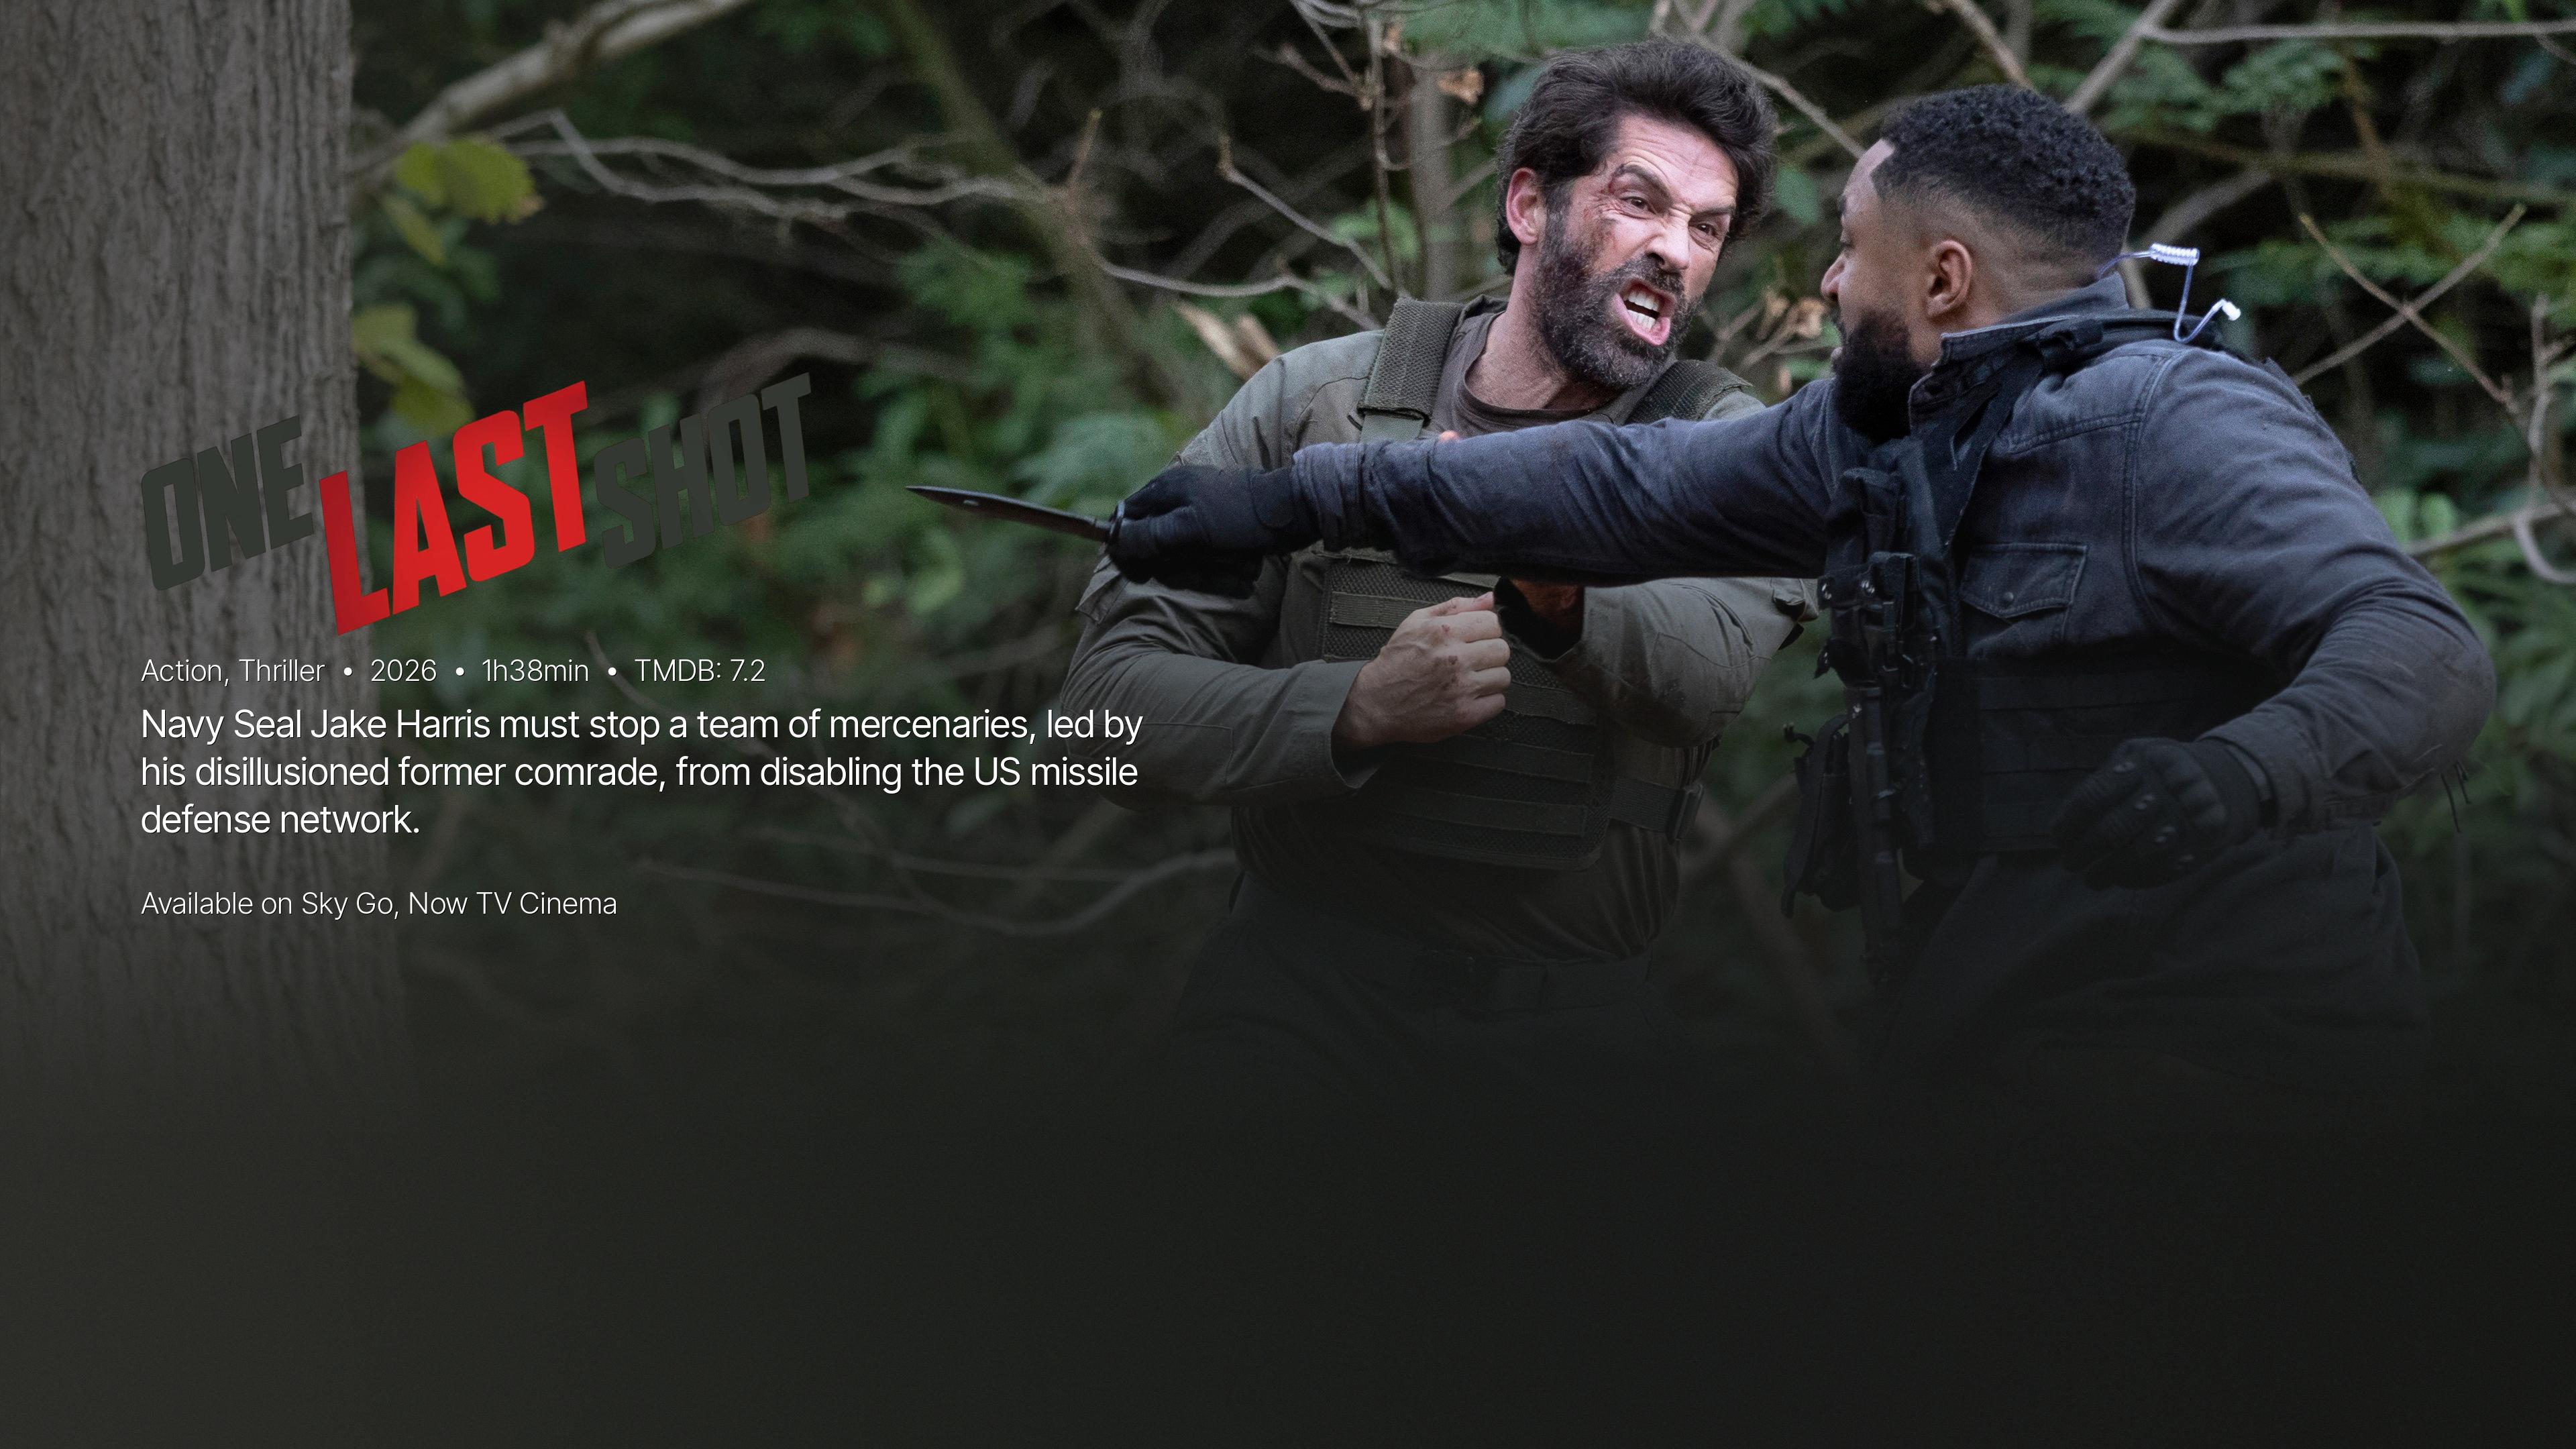 ONE LAST SHOT
Action, Thriller • 2026 • 1h38min • TMDB: 7.2
Navy Seal Jake Harris must stop a team of mercenaries, led by
his disillusioned former comrade, from disabling the US missile
defense network.
Available on Sky Go, Now TV Cinema